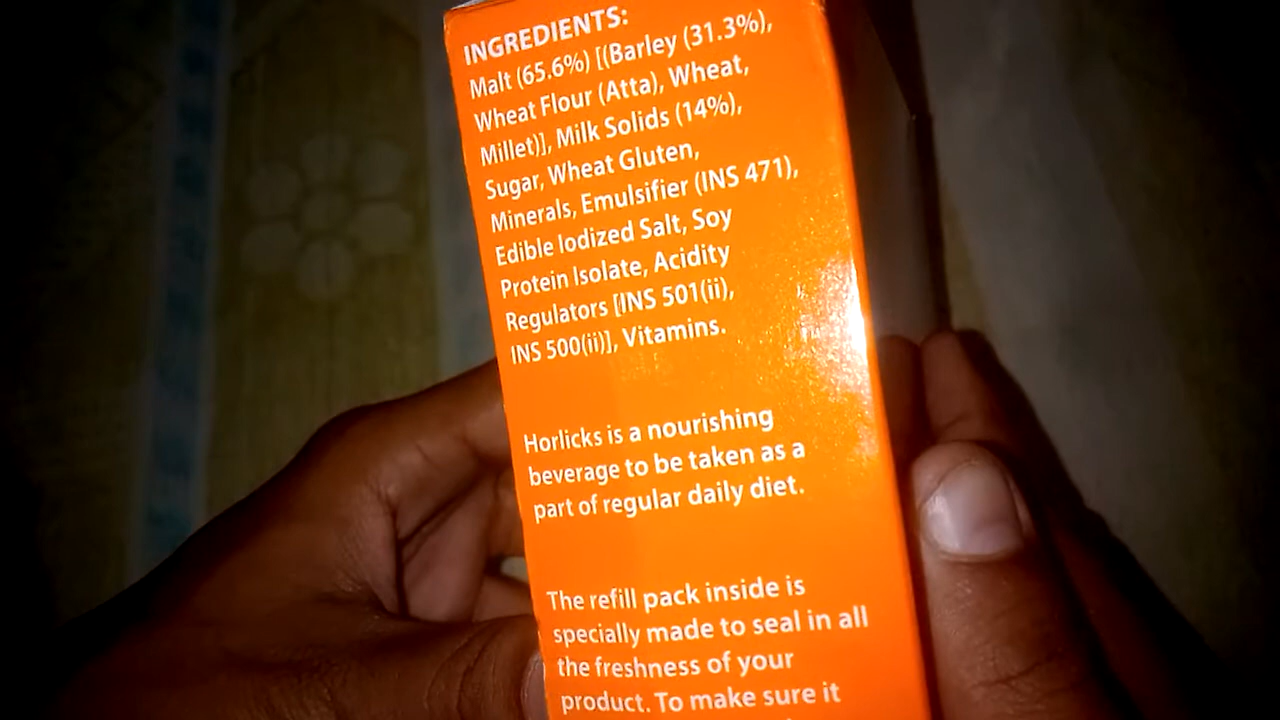 INGREDIENTS:
Malt (65.6%) [(Barley (31.3%),
Wheat Flour (Atta), Wheat,
Millet)], Milk Solids (14%),
Sugar, Wheat Gluten,
Minerals, Emulsifier (INS 471),
Edible Iodized Salt, Soy
Protein Isolate, Acidity
Regulators [INS 501(ii),
INS 500(ii)], Vitamins.
Horlicks is a nourishing
beverage to be taken as a
part of regular daily diet.
The refill pack inside is
specially made to seal in all
the freshness of your
product. To make sure it